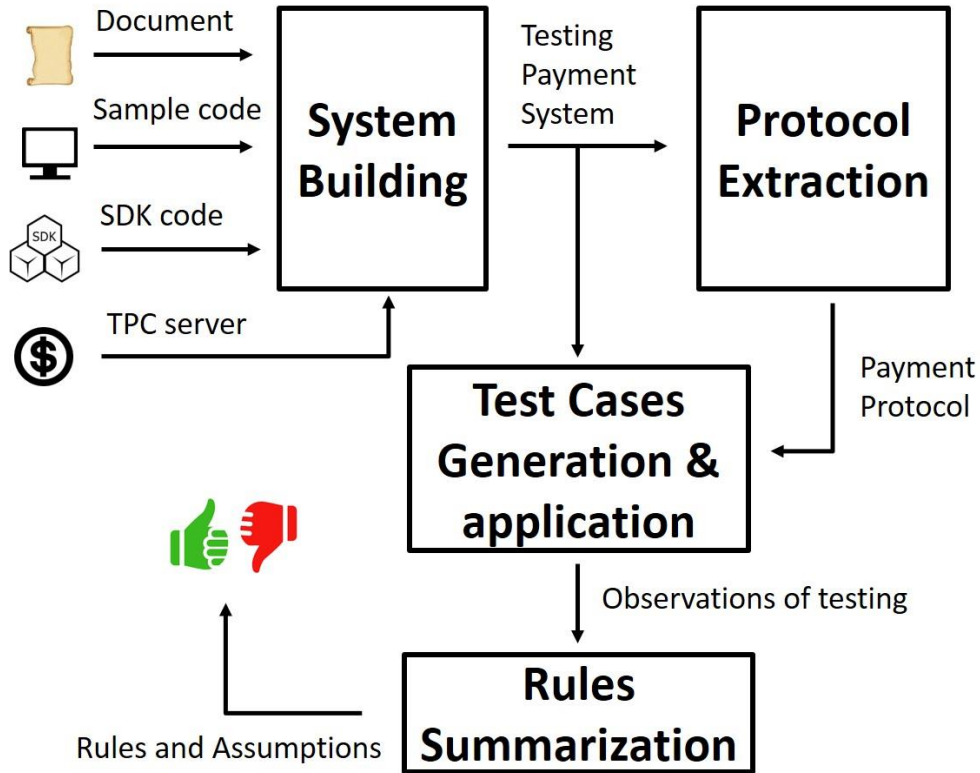 Document
Sample code
SDK code
SDK
TPC server
System
Building
Testing
Payment
System
Protocol
Extraction
Payment
Protocol
Test Cases
Generation &
application
Observations of testing
Rules
Summarization
Rules and Assumptions